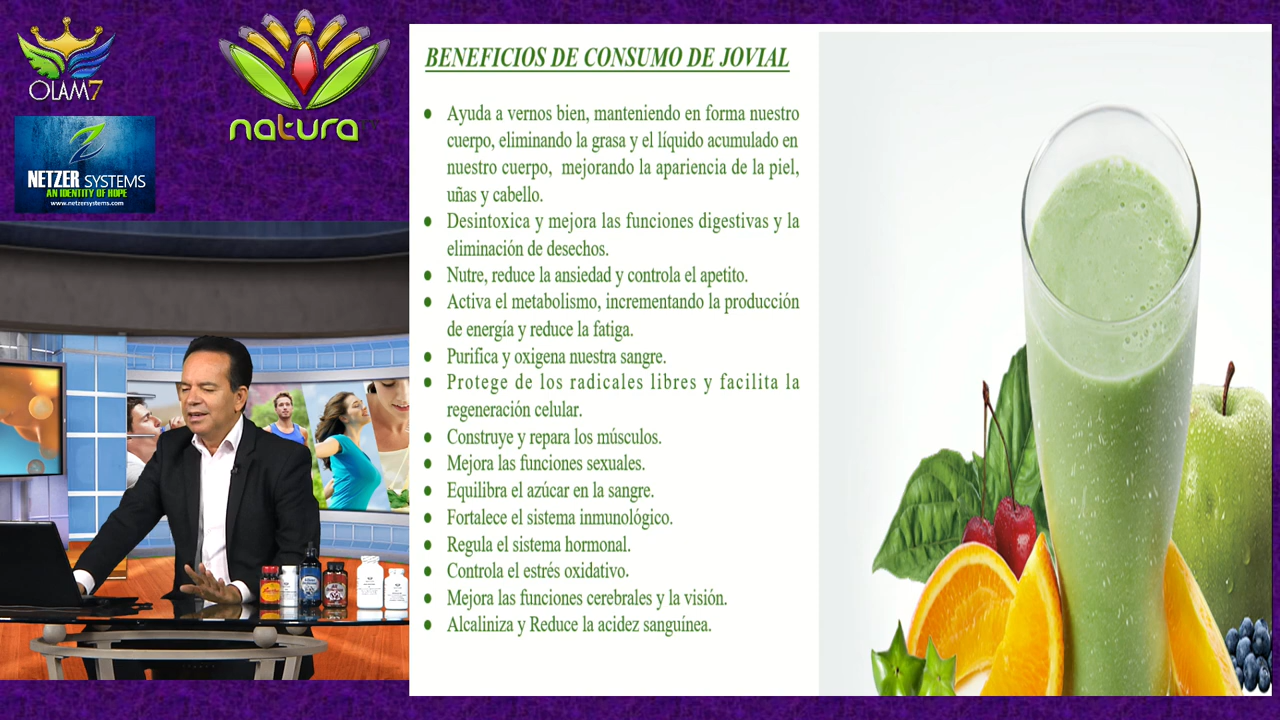 OLAM7
natura
NETZER SYSTEMS
AN IDENTITY OF HOPE
www.netzersystems.com
BENEFICIOS DE CONSUMO DE JOVIAL
Ayuda a vernos bien, manteniendo en forma nuestro
cuerpo, eliminando la grasa y el líquido acumulado en
nuestro cuerpo, mejorando la apariencia de la piel,
uñas y cabello.
Desintoxica y mejora las funciones digestivas y la
eliminación de desechos.
Nutre, reduce la ansiedad y controla el apetito.
Activa el metabolismo, incrementando la producción
de energía y reduce la fatiga.
Purifica y oxigena nuestra sangre.
Protege de los radicales libres y facilita la
regeneración celular.
Construye y repara los músculos.
Mejora las funciones sexuales.
Equilibra el azúcar en la sangre.
Fortalece el sistema inmunológico.
Regula el sistema hormonal.
Controla el estrés oxidativo.
Mejora las funciones cerebrales y la visión.
Alcaliniza y Reduce la acidez sanguínea.